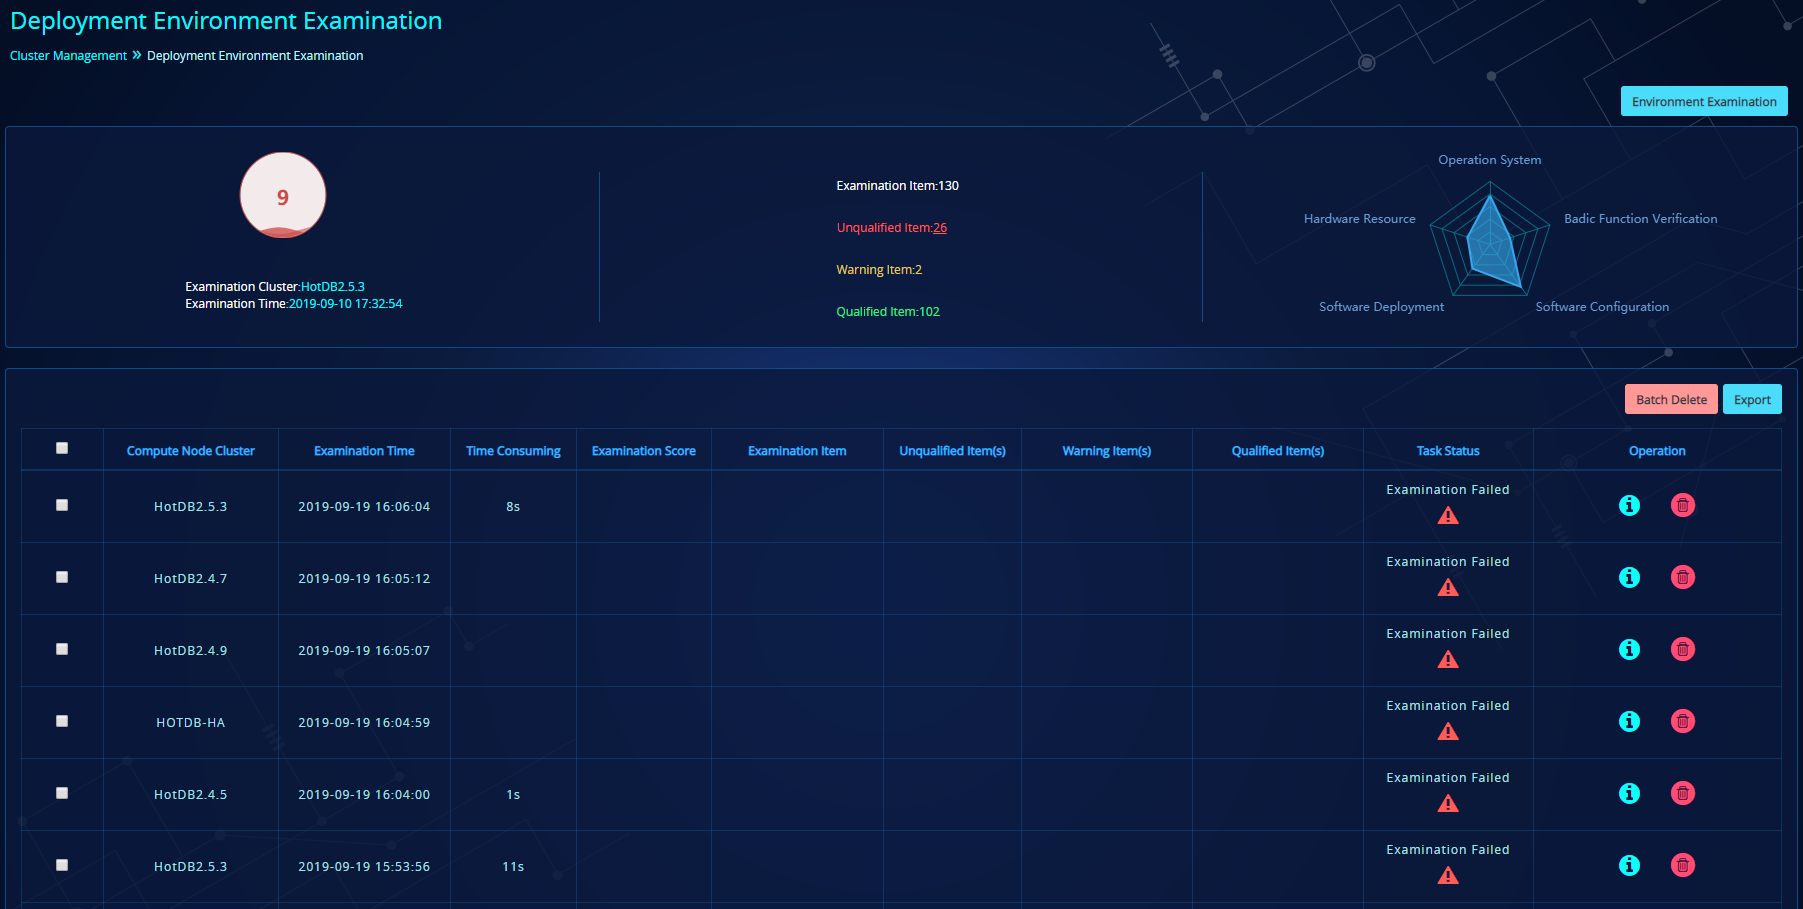 Deployment Environment Examination
Cluster Management » Deployment Environment Examination
Environment Examination
9
Examination Cluster:HotDB2.5.3
Examination Time:2019-09-10 17:32:54
Examination Item:130
Unqualified Item:26
Warning Item:2
Qualified Item:102
Operation System
Hardware Resource
Badic Function Verification
Software Deployment
Software Configuration
Batch Delete Export
Compute Node Cluster Examination Time Time Consuming Examination Score Examination Item Unqualified Item(s) Warning Item(s) Qualified Item(s) Task Status Operation
HotDB2.5.3 2019-09-19 16:06:04 8s Examination Failed
HotDB2.4.7 2019-09-19 16:05:12 Examination Failed
HotDB2.4.9 2019-09-19 16:05:07 Examination Failed
HOTDB-HA 2019-09-19 16:04:59 Examination Failed
HotDB2.4.5 2019-09-19 16:04:00 1s Examination Failed
HotDB2.5.3 2019-09-19 15:53:56 11s Examination Failed